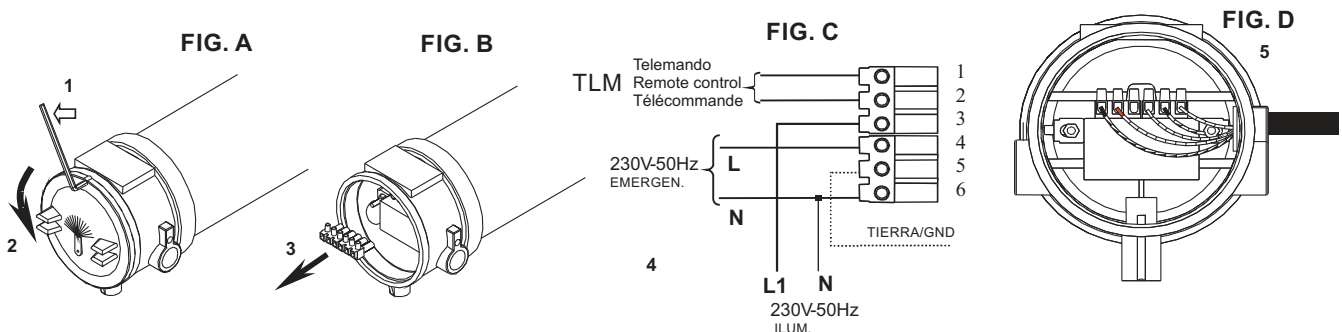 FIG. A
1
2
FIG. B
3
FIG. C
TLM
Telemando
Remote control
Télécommande
1
2
3
4
5
6
230V-50Hz
EMERGEN.
L
N
TIERRA/GND
4
L1
N
230V-50Hz
ILUM.
FIG. D
5